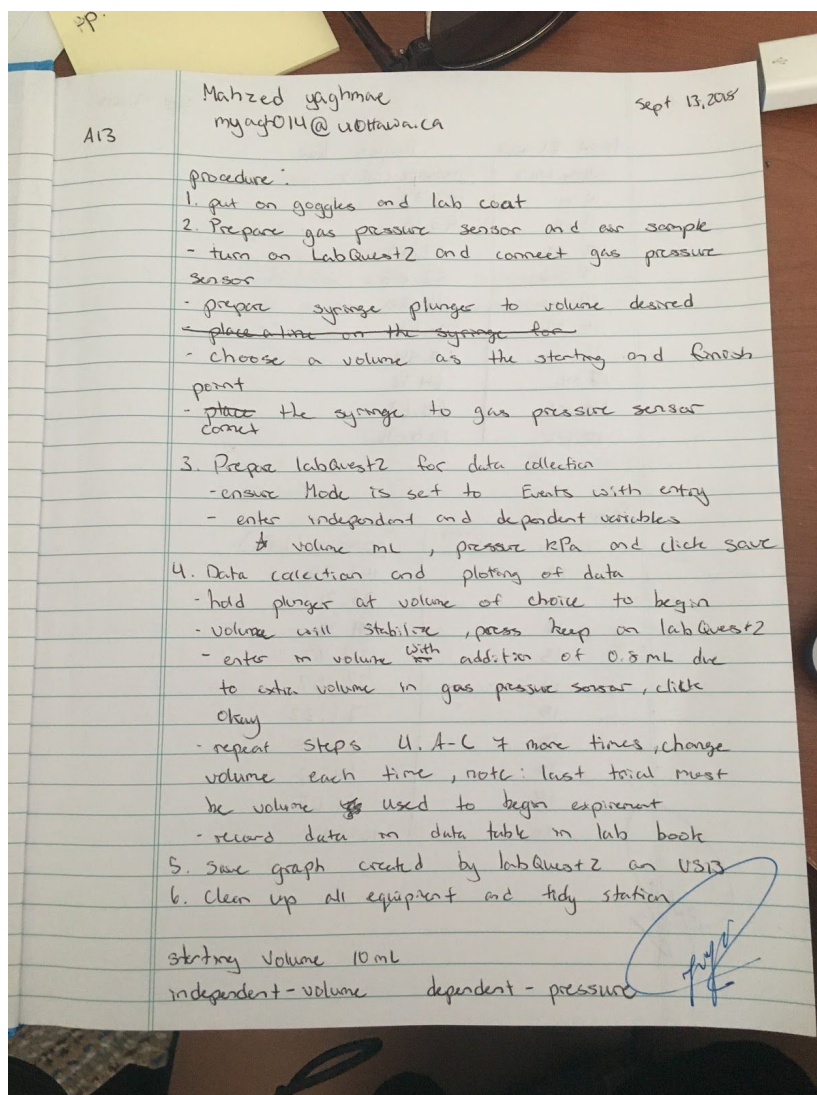 ep.
Mahzed yaghmae
Sept 13, 2018
myagh014@uottawa.ca
A13
procedure:
1. put on goggles and lab coat
2. Prepare gas pressure sensor and air sample
- turn on LabQuest2 and connect gas pressure
sensor
- prepare syringe plunger to volume desired
- place a line on the syringe for
- choose a volume as the starting and finish
point
- place the syringe to gas pressure sensor
connect
3. Prepare labQuest2 for data collection
- ensure Mode is set to Events with entry
- enter independent and dependent variables
volume mL, pressure kPa and click save
4. Data collection and ploting of data
- hold plunger at volume of choice to begin
- volume will stabilize, press keep on labQuest2
- enter in volume with addition of 0.8 mL due
to extra volume in gas pressure sensor, click
Okay
- repeat steps 4. A-C 7 more times, change
volume each time, note: last trial must
be volume used to begin expirement
- record data in data table in lab book
5. Save graph created by labQuest2 on USB
6. Clean up all equipment and tidy station
starting volume 10 mL
independent - volume dependent - pressure